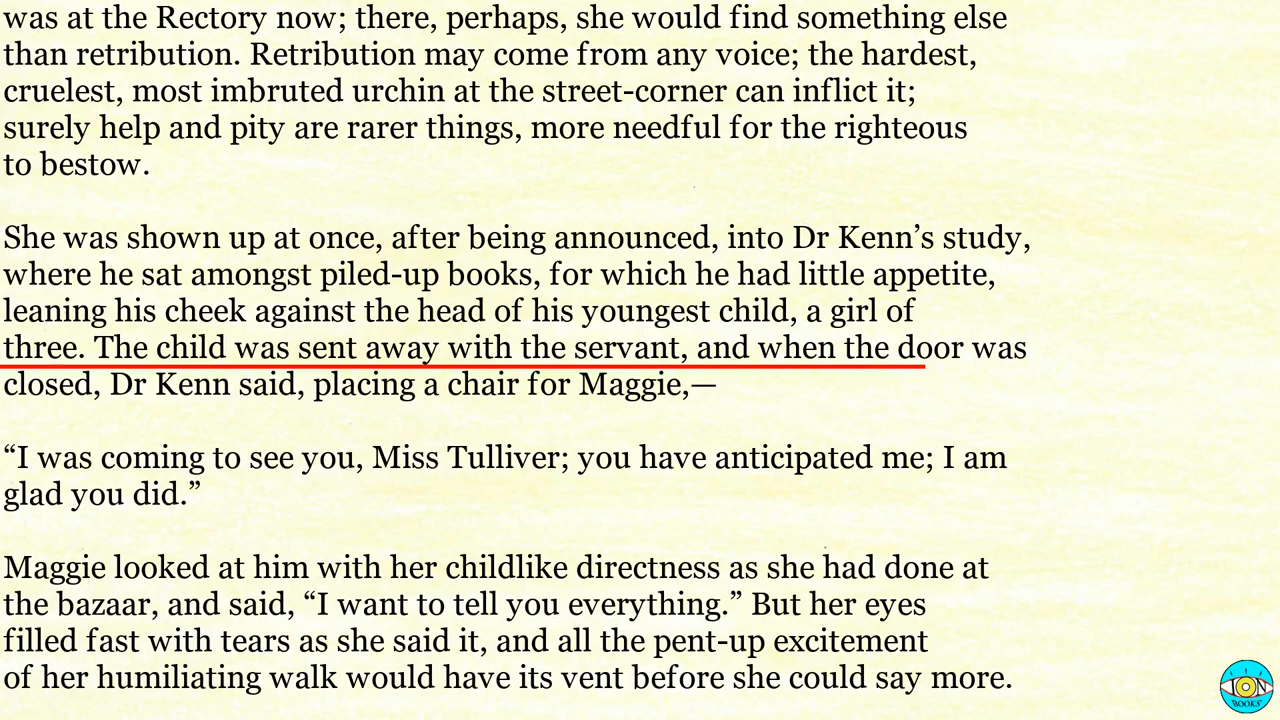 was at the Rectory now; there, perhaps, she would find something else
than retribution. Retribution may come from any voice; the hardest,
cruelest, most imbruted urchin at the street-corner can inflict it;
surely help and pity are rarer things, more needful for the righteous
to bestow.
She was shown up at once, after being announced, into Dr Kenn’s study,
where he sat amongst piled-up books, for which he had little appetite,
leaning his cheek against the head of his youngest child, a girl of
three. The child was sent away with the servant, and when the door was
closed, Dr Kenn said, placing a chair for Maggie,—
“I was coming to see you, Miss Tulliver; you have anticipated me; I am
glad you did.”
Maggie looked at him with her childlike directness as she had done at
the bazaar, and said, “I want to tell you everything.” But her eyes
filled fast with tears as she said it, and all the pent-up excitement
of her humiliating walk would have its vent before she could say more.
ION
BOOKS